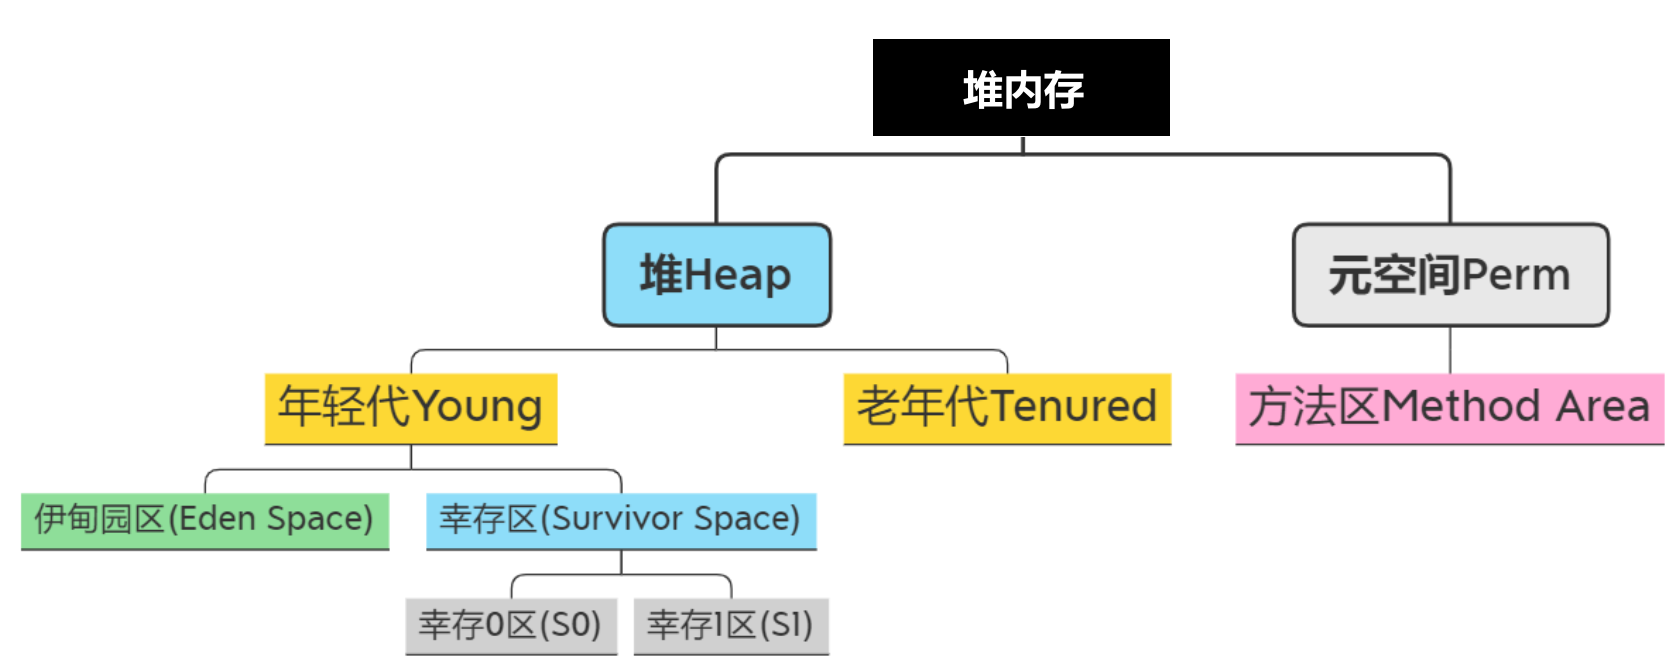 堆内存
堆Heap
元空间Perm
年轻代Young
老年代Tenured
方法区Method Area
伊甸园区(Eden Space)
幸存区(Survivor Space)
幸存0区(S0)
幸存1区(S1)